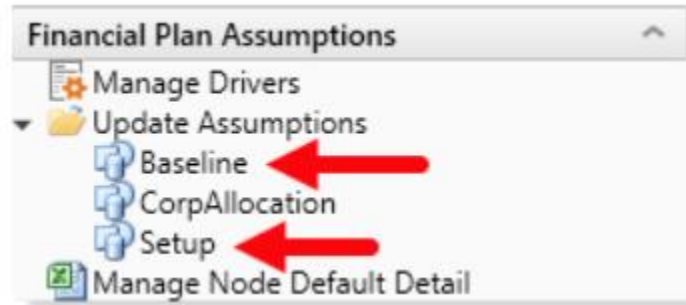 Financial Plan Assumptions
Manage Drivers
Update Assumptions
Baseline
CorpAllocation
Setup
Manage Node Default Detail